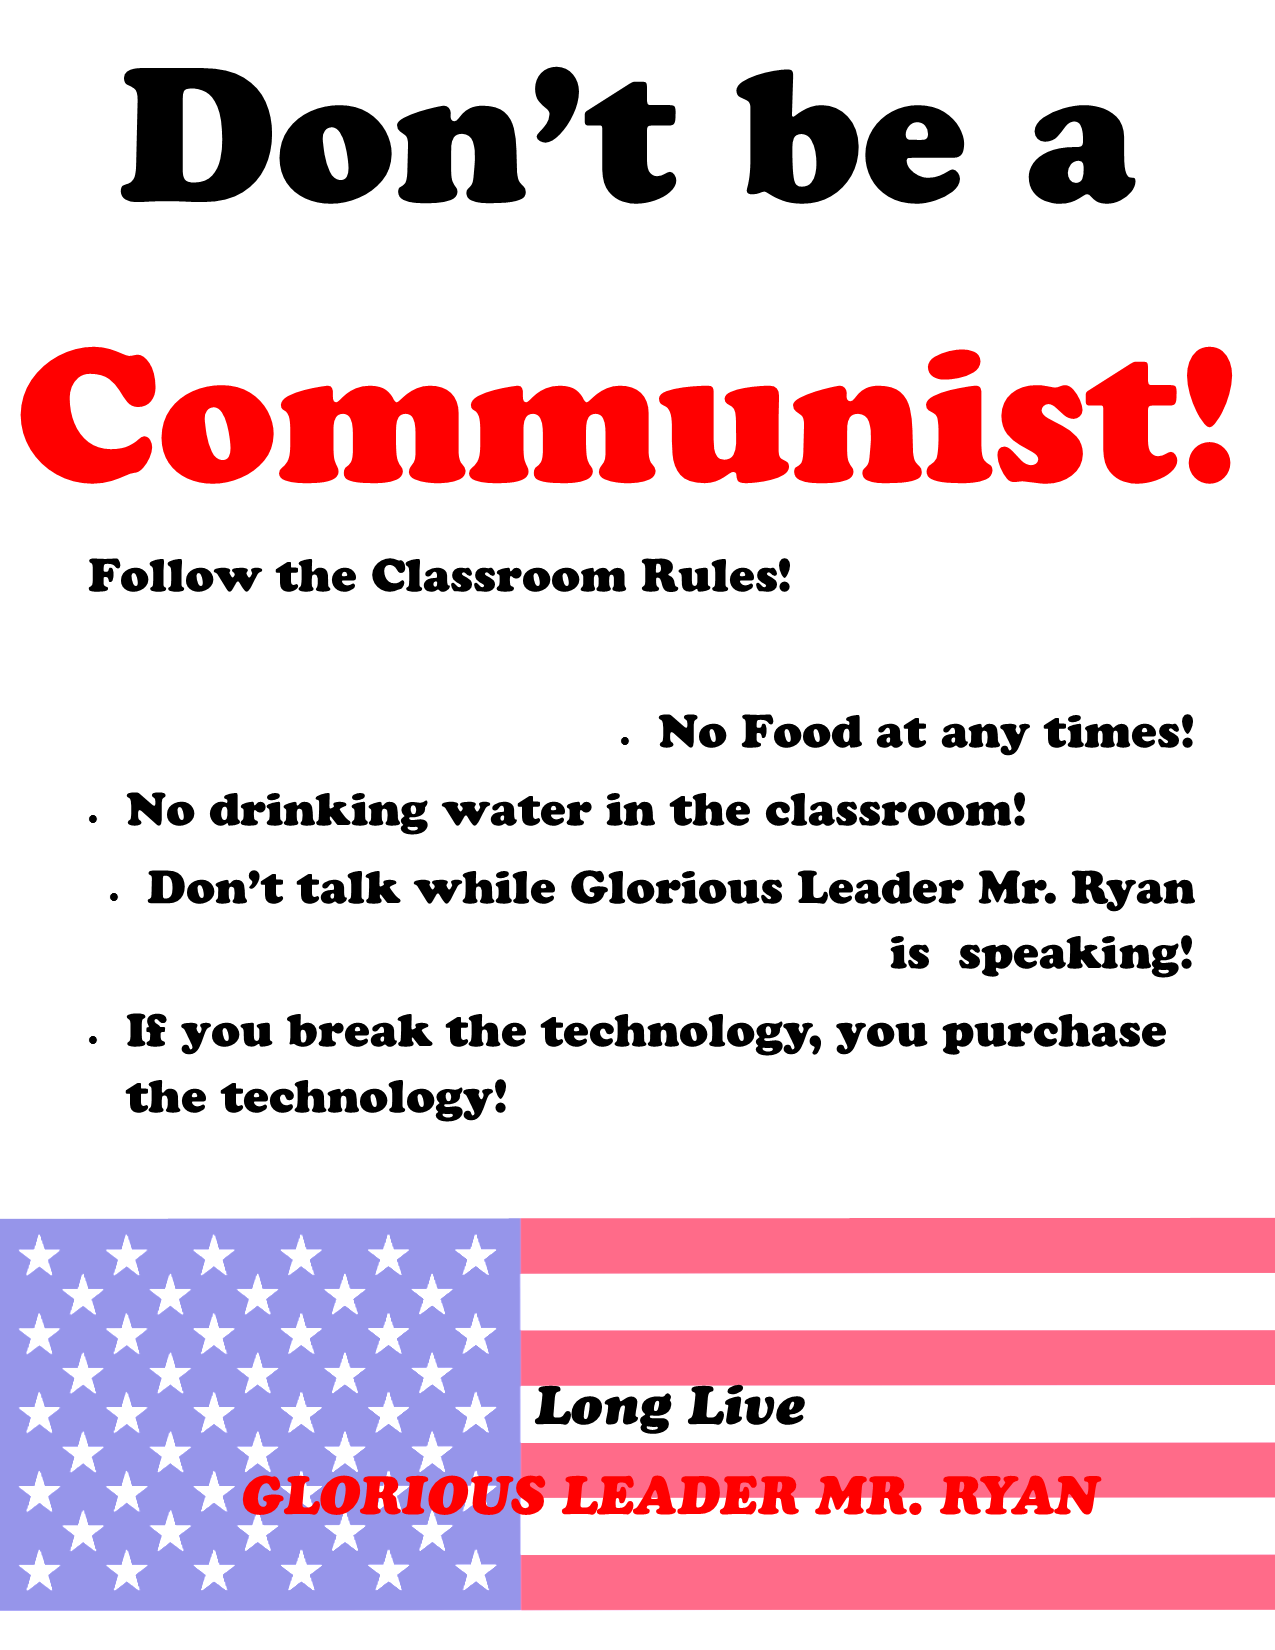 Don’t be a
Communist!
Follow the Classroom Rules!
• No Food at any times!
• No drinking water in the classroom!
• Don’t talk while Glorious Leader Mr. Ryan
is  speaking!
• If you break the technology, you purchase
the technology!
Long Live
GLORIOUS LEADER MR. RYAN